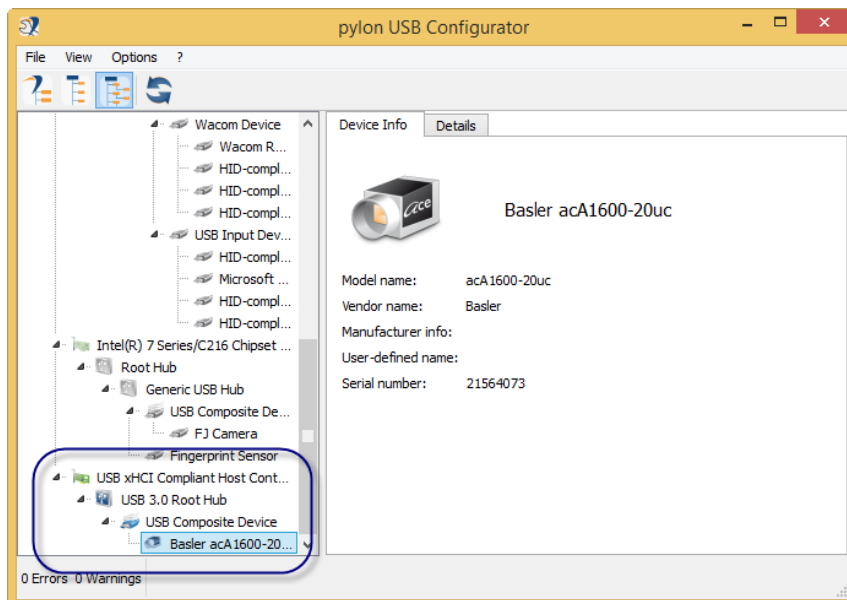 pylon USB Configurator
File View Options ?
Wacom Device
Wacom R...
HID-compl...
HID-compl...
HID-compl...
USB Input Dev...
HID-compl...
Microsoft ...
HID-compl...
HID-compl...
Intel(R) 7 Series/C216 Chipset ...
Root Hub
Generic USB Hub
USB Composite De...
FJ Camera
Fingerprint Sensor
USB xHCI Compliant Host Cont...
USB 3.0 Root Hub
USB Composite Device
Basler acA1600-20...
Device Info Details
ace
Basler acA1600-20uc
Model name: acA1600-20uc
Vendor name: Basler
Manufacturer info:
User-defined name:
Serial number: 21564073
0 Errors 0 Warnings